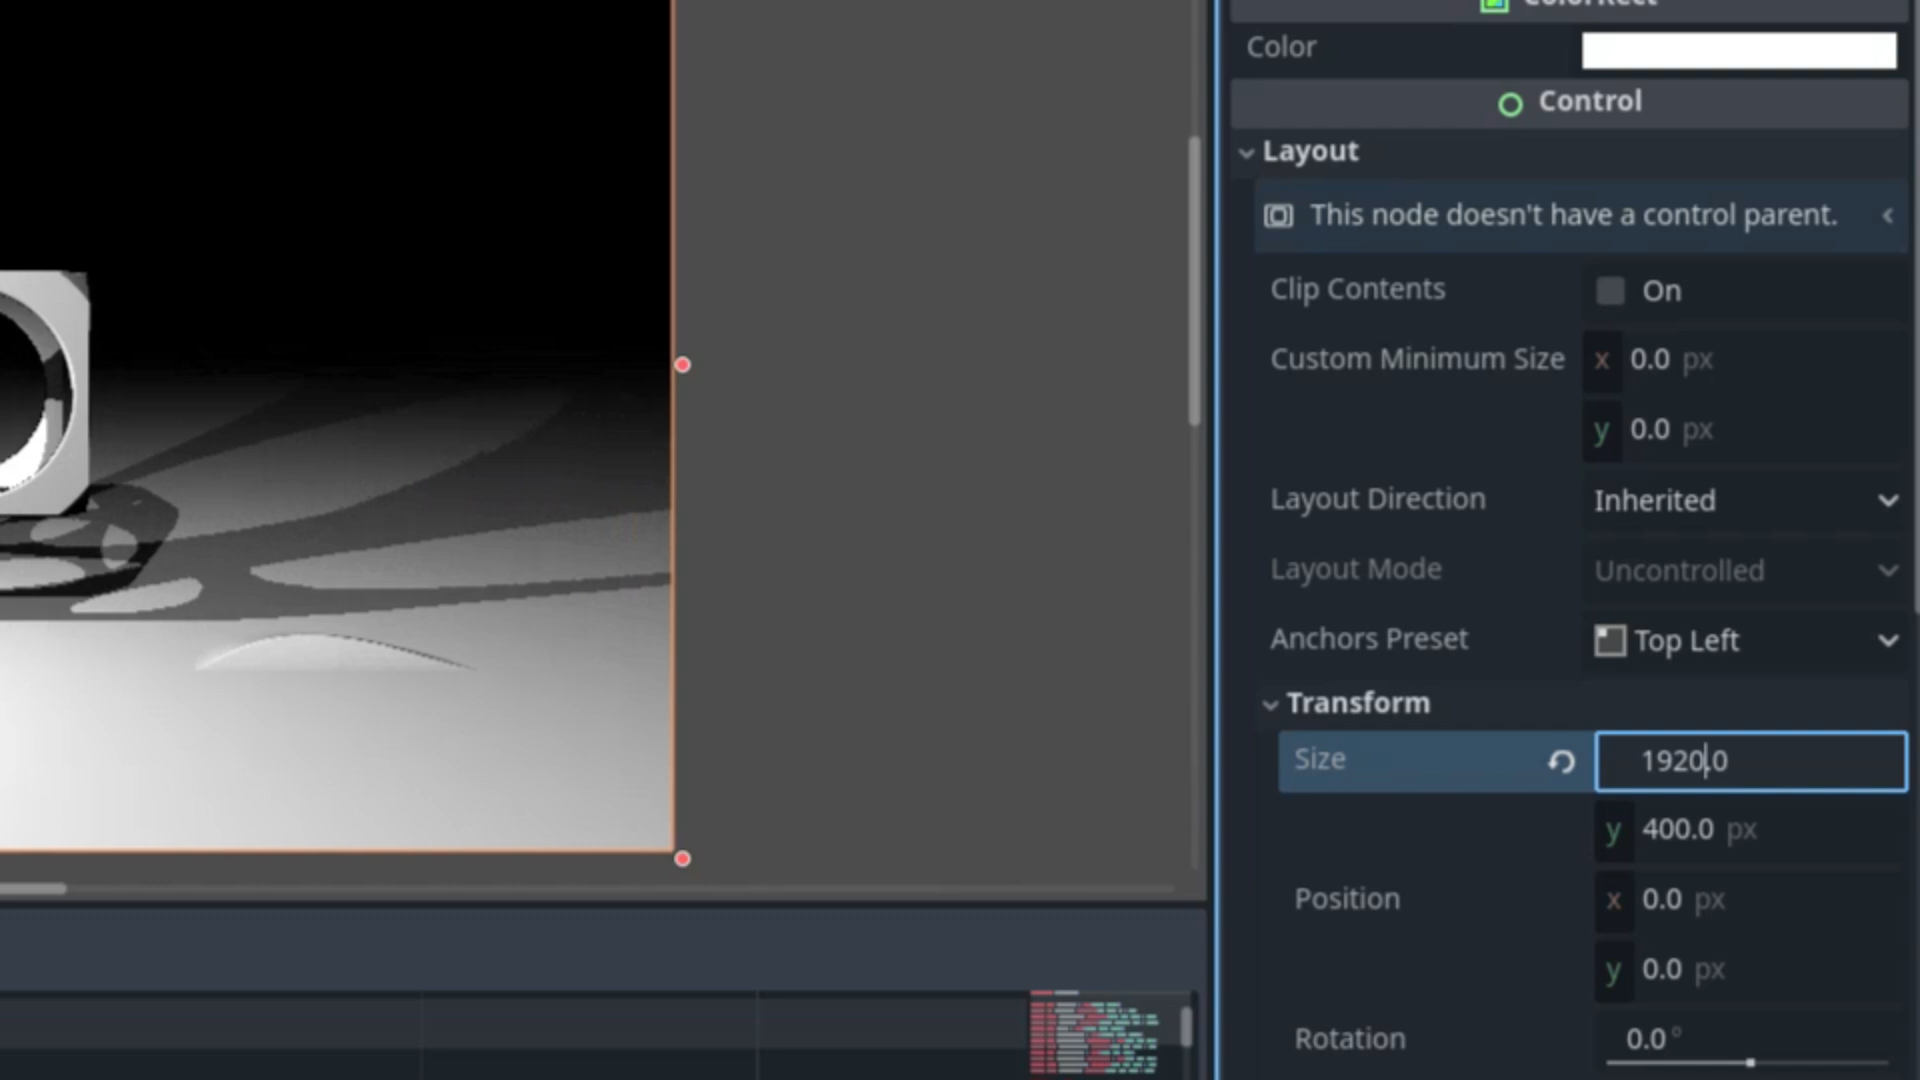 ColorRect
Color
Control
Layout
This node doesn't have a control parent.
Clip Contents On
Custom Minimum Size x 0.0 px
y 0.0 px
Layout Direction Inherited
Layout Mode Uncontrolled
Anchors Preset Top Left
Transform
Size 1920.0
y 400.0 px
Position x 0.0 px
y 0.0 px
Rotation 0.0 °